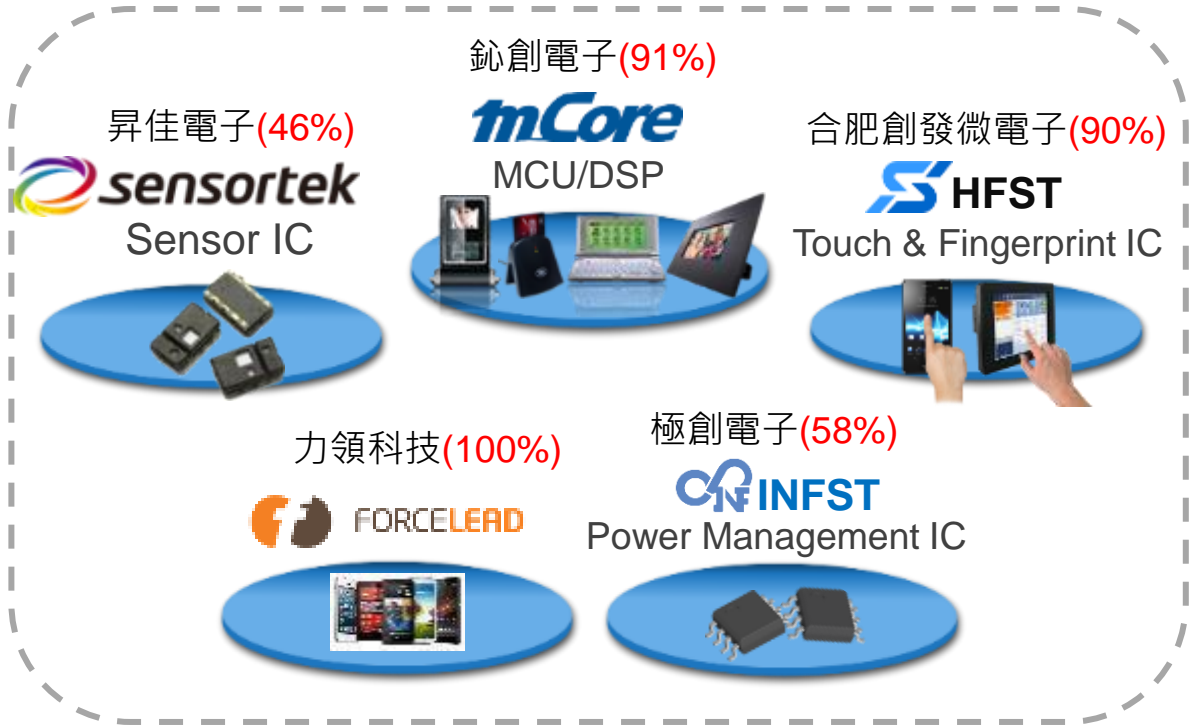 鈊創電子(91%)
mCore
MCU/DSP
昇佳電子(46%)
sensortek
Sensor IC
合肥創發微電子(90%)
HFST
Touch & Fingerprint IC
力領科技(100%)
FORCELEAD
極創電子(58%)
INF INFST
Power Management IC